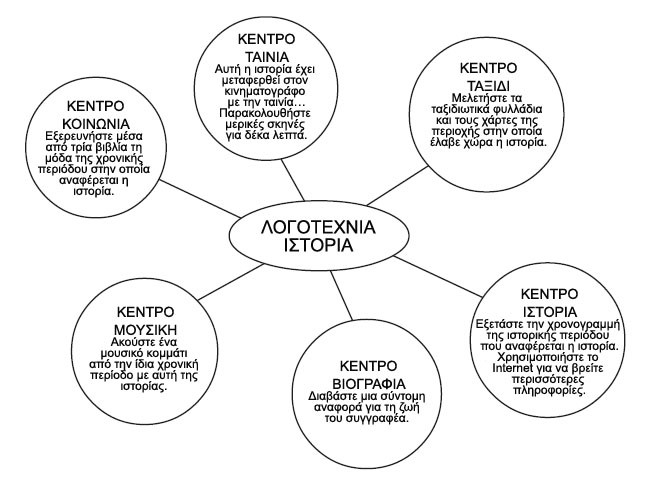 ΚΕΝΤΡΟ
ΤΑΙΝΙΑ
Αυτή η ιστορία έχει
μεταφερθεί στον
κινηματογράφο
με την ταινία…
Παρακολουθήστε
μερικές σκηνές
για δέκα λεπτά.
ΚΕΝΤΡΟ
ΤΑΞΙΔΙ
Μελετήστε τα
ταξιδιωτικά φυλλάδια
και τους χάρτες της
περιοχής στην οποία
έλαβε χώρα η ιστορία.
ΚΕΝΤΡΟ
ΚΟΙΝΩΝΙΑ
Εξερευνήστε μέσα
από τρία βιβλία τη
μόδα της χρονικής
περιόδου στην οποία
αναφέρεται η
ιστορία.
ΛΟΓΟΤΕΧΝΙΑ
ΙΣΤΟΡΙΑ
ΚΕΝΤΡΟ
ΜΟΥΣΙΚΗ
Ακούστε ένα
μουσικό κομμάτι
από την ίδια χρονική
περίοδο με αυτή της
ιστορίας.
ΚΕΝΤΡΟ
ΒΙΟΓΡΑΦΙΑ
Διαβάστε μια σύντομη
αναφορά για τη ζωή
του συγγραφέα.
ΚΕΝΤΡΟ
ΙΣΤΟΡΙΑ
Εξετάστε την χρονογραμμή
της ιστορικής περιόδου
που αναφέρεται η ιστορία.
Χρησιμοποιήστε το
Internet για να βρείτε
περισσότερες
πληροφορίες.